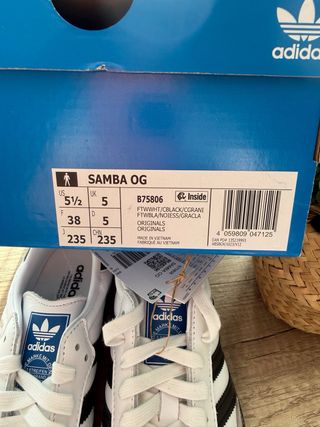 adidas
SAMBA OG
US
5½
UK
5
B75806
Inside
FTWWHT/CBLACK/CGRANI
FTWBLA/NOIESS/GRACLA
F
38
D
5
ORIGINALS
ORIGINALS
J
235
CHN
235
MADE IN VIETNAM
FABRIQUÉ AU VIETNAM
4 059809 047125
adidas
adidas